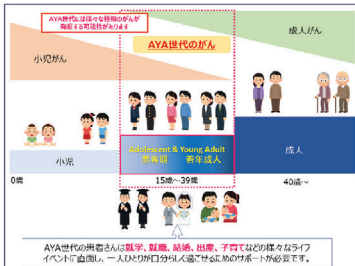 AYA世代には様々な種類のがんが
発症する可能性があります
成人がん
AYA世代のがん
小児がん
小児
Adolescent & Young Adult
思春期 若年成人
成人
0歳
15歳～39歳
40歳～
AYA世代の患者さんは就学、就職、結婚、出産、子育てなどの様々なライフ
イベントに直面し、一人ひとりが自分らしく過ごせるためのサポートが必要です。